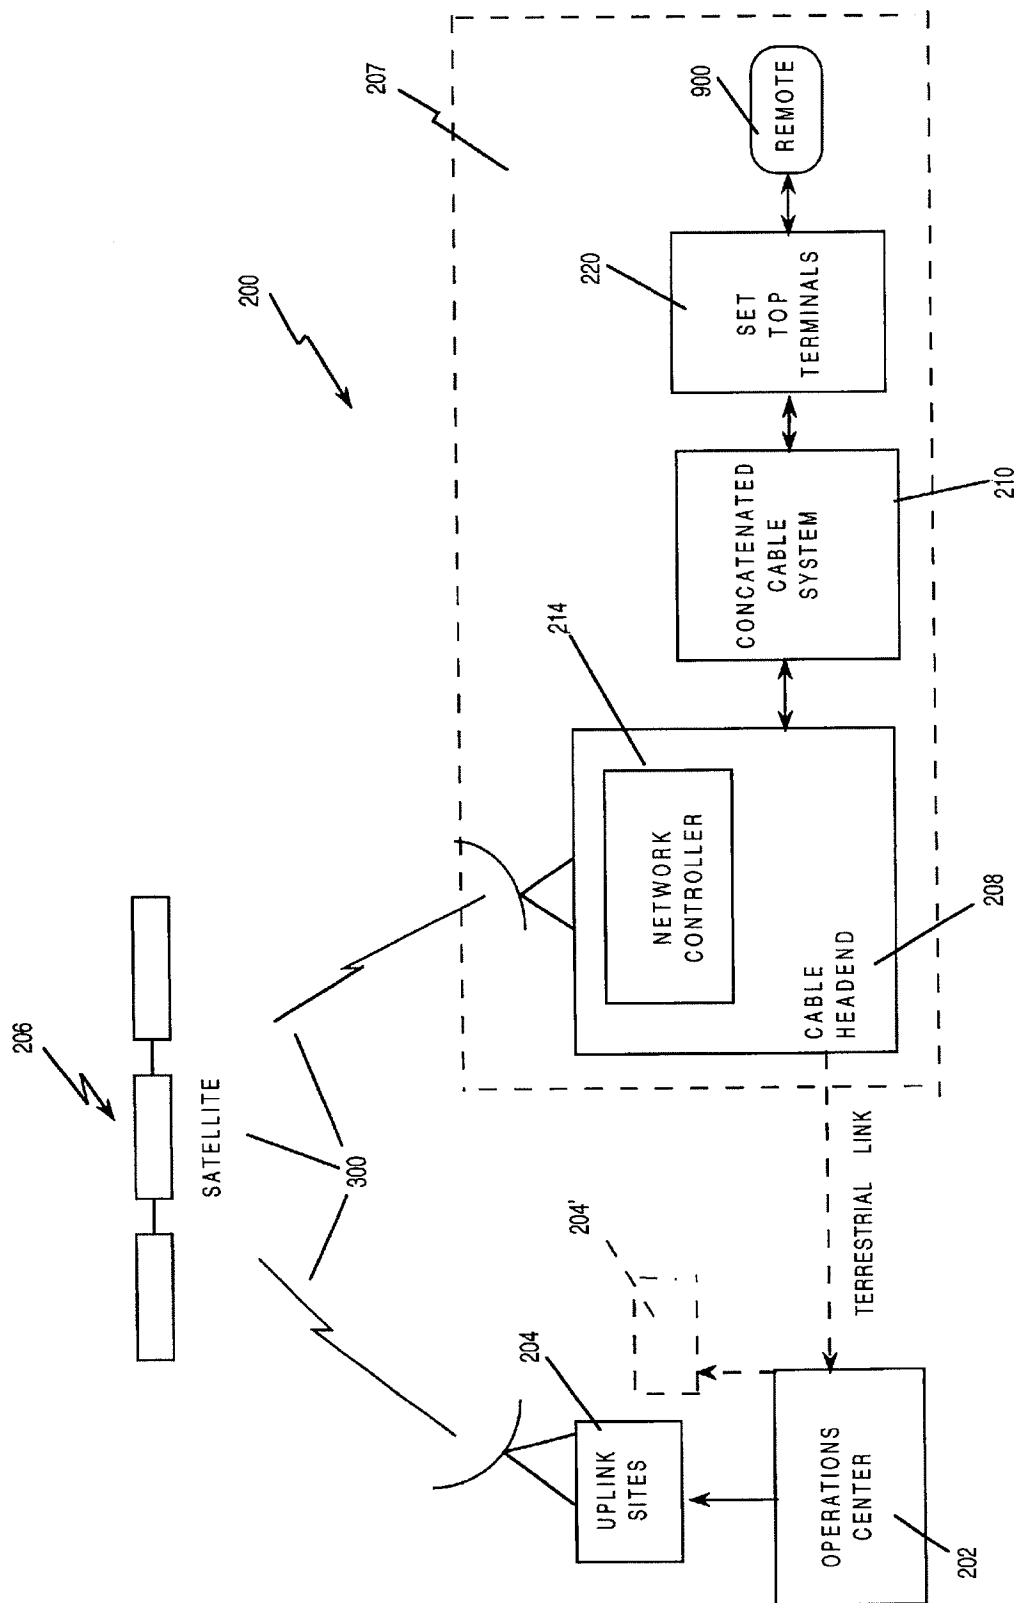 206
SATELLITE
200
207
300
204'
204
UPLINK
SITES
214
NETWORK
CONTROLLER
220
SET
TOP
TERMINALS
900
REMOTE
CONCATENATED
CABLE
SYSTEM
210
CABLE
HEADEND
208
TERRESTRIAL LINK
OPERATIONS
CENTER
202